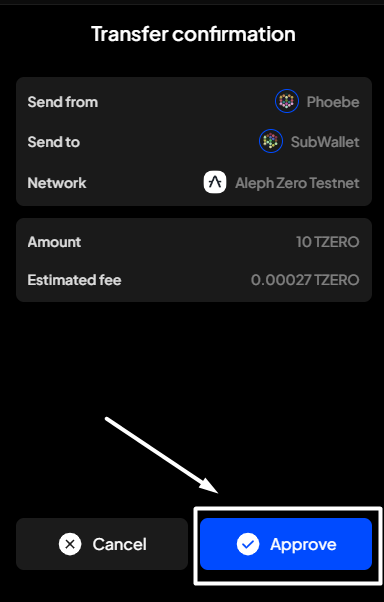 Transfer confirmation
Send from Phoebe
Send to SubWallet
Network Aleph Zero Testnet
Amount 10 TZERO
Estimated fee 0.00027 TZERO
Cancel Approve